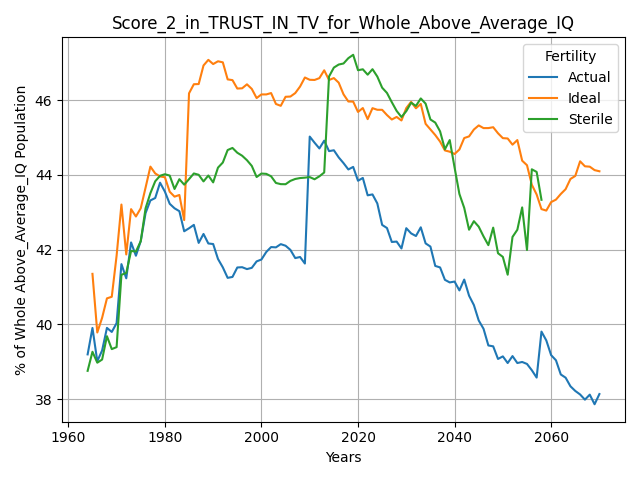 Score_2_in_TRUST_IN_TV_for_Whole_Above_Average_IQ
% of Whole Above_Average_IQ Population
46
44
42
40
38
Fertility
Actual
Ideal
Sterile
1960
1980
2000
2020
2040
2060
Years